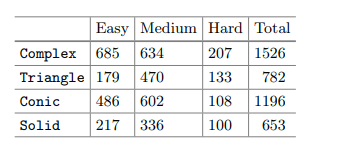 Easy Medium Hard Total
Complex 685 634 207 1526
Triangle 179 470 133 782
Conic 486 602 108 1196
Solid 217 336 100 653